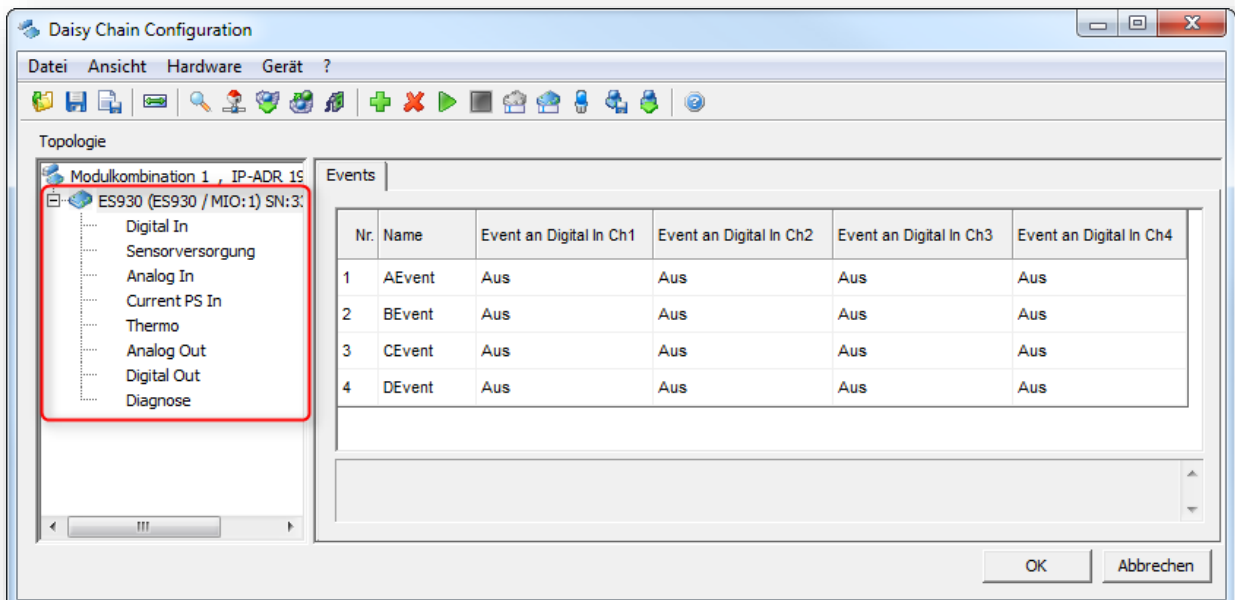 Daisy Chain Configuration
Datei Ansicht Hardware Gerät ?
Topologie
Modulkombination 1 , IP-ADR 19
ES930 (ES930 / MIO:1) SN:3
Digital In
Sensorversorgung
Analog In
Current PS In
Thermo
Analog Out
Digital Out
Diagnose
Events
Nr. Name Event an Digital In Ch1 Event an Digital In Ch2 Event an Digital In Ch3 Event an Digital In Ch4
1 AEvent Aus Aus Aus Aus
2 BEvent Aus Aus Aus Aus
3 CEvent Aus Aus Aus Aus
4 DEvent Aus Aus Aus Aus
OK Abbrechen